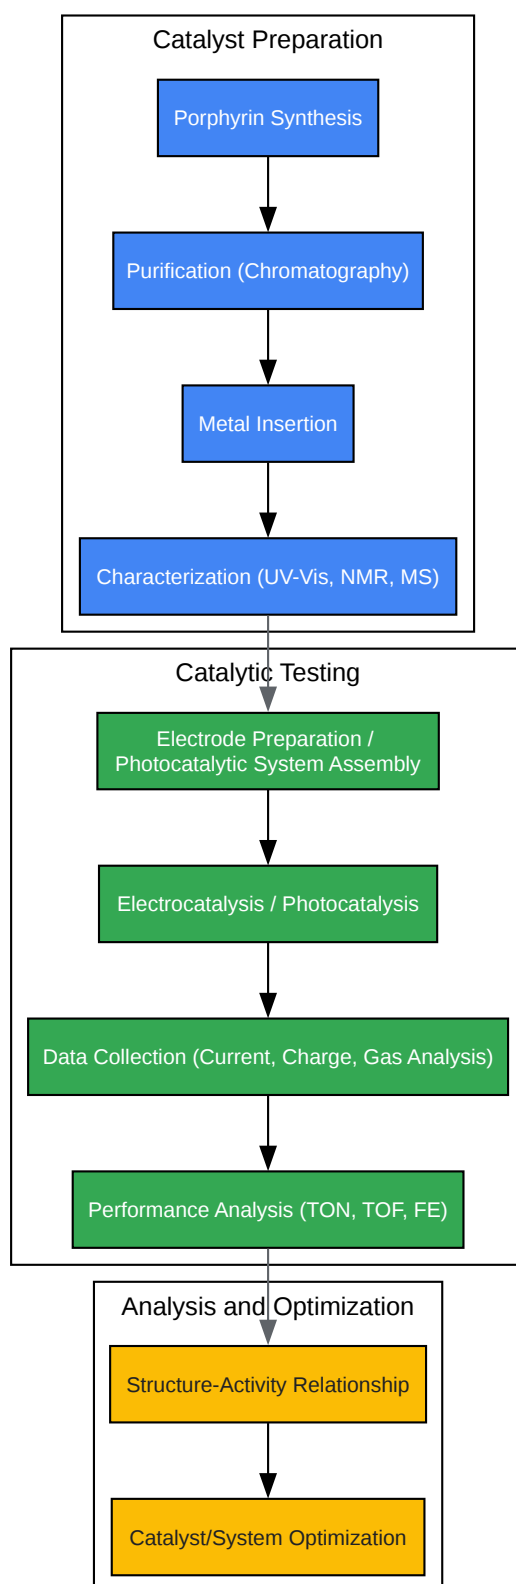 Catalyst Preparation
Porphyrin Synthesis
Purification (Chromatography)
Metal Insertion
Characterization (UV-Vis, NMR, MS)
Catalytic Testing
Electrode Preparation /
Photocatalytic System Assembly
Electrocatalysis / Photocatalysis
Data Collection (Current, Charge, Gas Analysis)
Performance Analysis (TON, TOF, FE)
Analysis and Optimization
Structure-Activity Relationship
Catalyst/System Optimization